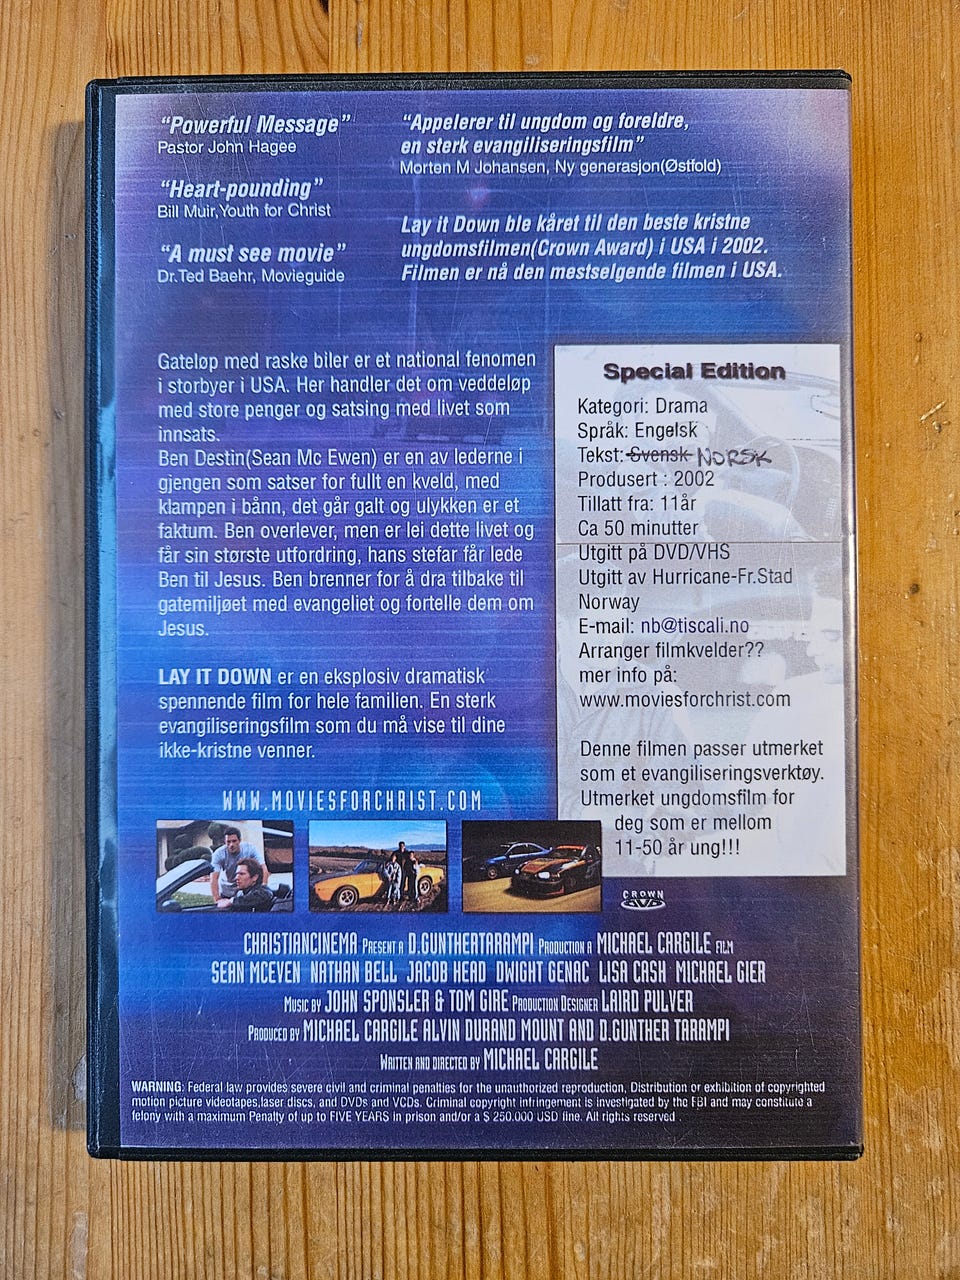 “Powerful Message”
Pastor John Hagee
“Heart-pounding”
Bill Muir,Youth for Christ
“A must see movie”
Dr.Ted Baehr, Movieguide
“Appelerer til ungdom og foreldre,
en sterk evangiliseringsfilm”
Morten M Johansen, Ny generasjon(Østfold)
Lay it Down ble kåret til den beste kristne
ungdomsfilmen(Crown Award) i USA i 2002.
Filmen er nå den mestselgende filmen i USA.
Gateløp med raske biler er et national fenomen
i storbyer i USA. Her handler det om veddeløp
med store penger og satsing med livet som
innsats.
Ben Destin(Sean Mc Ewen) er en av lederne i
gjengen som satser for fullt en kveld, med
klampen i bånn, det går galt og ulykken er et
faktum. Ben overlever, men er lei dette livet og
får sin største utfordring, hans stefar får lede
Ben til Jesus. Ben brenner for å dra tilbake til
gatemiljøet med evangeliet og fortelle dem om
Jesus.
LAY IT DOWN er en eksplosiv dramatisk
spennende film for hele familien. En sterk
evangiliseringsfilm som du må vise til dine
ikke-kristne venner.
WWW.MOVIESFORCHRIST.COM
Special Edition
Kategori: Drama
Språk: Engelsk
Tekst: Svensk NORSK
Produsert : 2002
Tillatt fra: 11år
Ca 50 minutter
Utgitt på DVD/VHS
Utgitt av Hurricane-Fr.Stad
Norway
E-mail: nb@tiscali.no
Arranger filmkvelder??
mer info på:
www.moviesforchrist.com
Denne filmen passer utmerket
som et evangiliseringsverktøy.
Utmerket ungdomsfilm for
deg som er mellom
11-50 år ung!!!
CROWN
DVD
CHRISTIANCINEMA PRESENT A D.GUNTHERTARAMPI PRODUCTION A MICHAEL CARGILE FILM
SEAN MCEVEN NATHAN BELL JACOB HEAD DWIGHT GENAC LISA CASH MICHAEL GIER
MUSIC BY JOHN SPONSLER & TOM GIRE PRODUCTION DESIGNER LAIRD PULVER
PRODUCED BY MICHAEL CARGILE ALVIN DURAND MOUNT AND D.GUNTHER TARAMPI
WRITTEN AND DIRECTED BY MICHAEL CARGILE
WARNING: Federal law provides severe civil and criminal penalties for the unauthorized reproduction, Distribution or exhibition of copyrighted
motion picture videotapes,laser discs, and DVDs and VCDs. Criminal copyright infringement is investigated by the FBI and may constitute a
felony with a maximum Penalty of up to FIVE YEARS in prison and/or a $ 250.000 USD fine. All rights reserved .